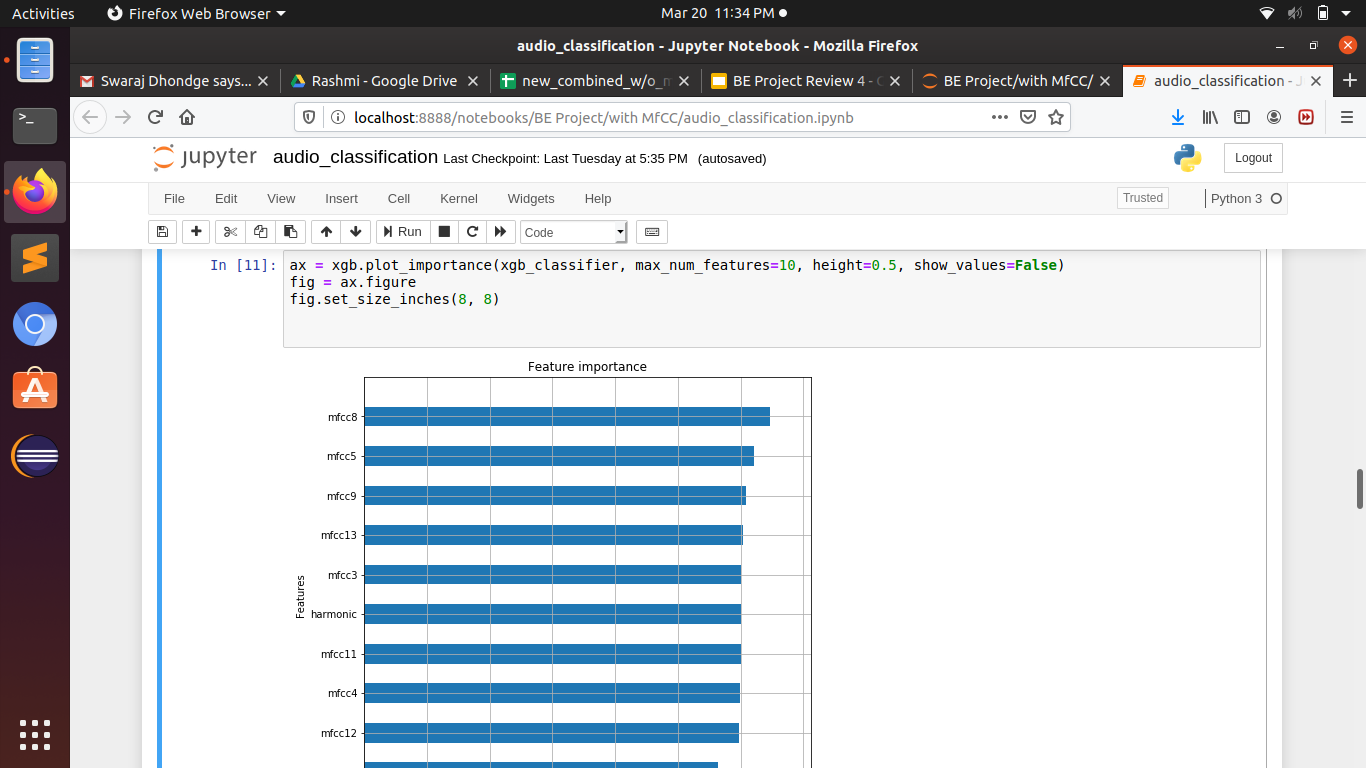 Activities Firefox Web Browser Mar 20 11:34 PM
audio_classification - Jupyter Notebook - Mozilla Firefox
Swaraj Dhondge says... Rashmi - Google Drive new_combined_w/o_m BE Project Review 4 - BE Project/with MfCC/ audio_classification -
localhost:8888/notebooks/BE Project/with MfCC/audio_classification.ipynb
jupyter audio_classification Last Checkpoint: Last Tuesday at 5:35 PM (autosaved) Logout
File Edit View Insert Cell Kernel Widgets Help Trusted Python 3
Run Code
In [11]: ax = xgb.plot_importance(xgb_classifier, max_num_features=10, height=0.5, show_values=False)
fig = ax.figure
fig.set_size_inches(8, 8)
Feature importance
mfcc8
mfcc5
mfcc9
mfcc13
mfcc3
Features
harmonic
mfcc11
mfcc4
mfcc12